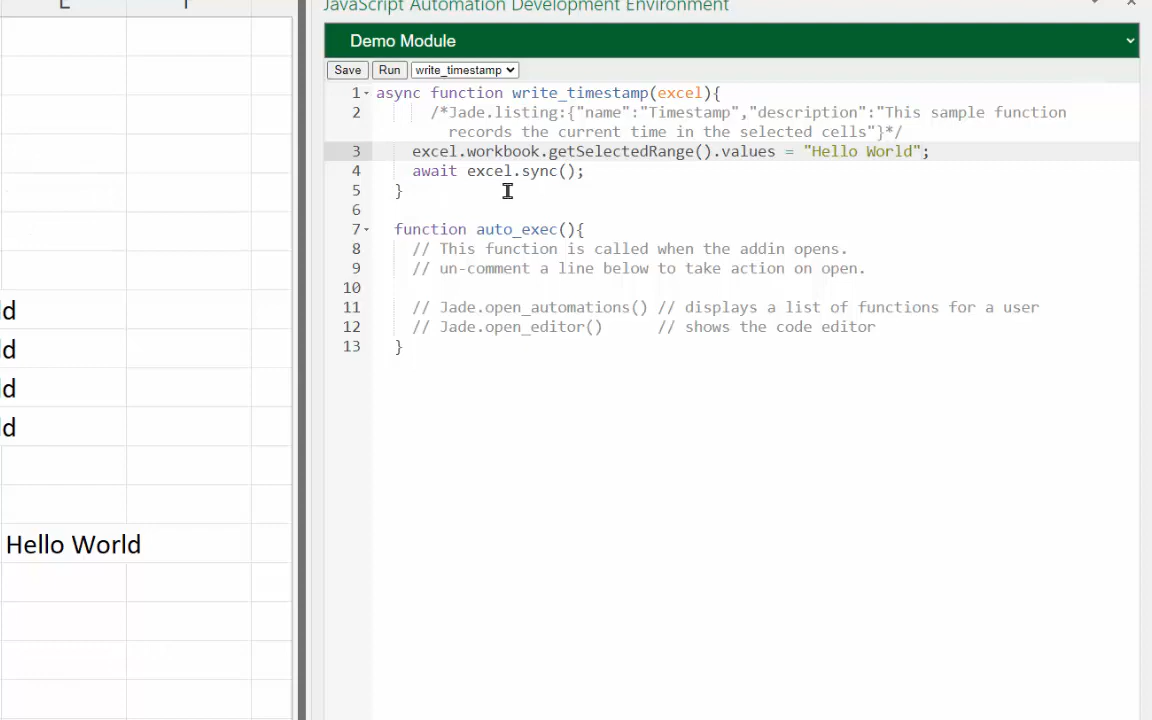 JavaScript Automation Development Environment
Demo Module
Save Run write_timestamp
1 async function write_timestamp(excel){
2 /*Jade.listing:{"name":"Timestamp","description":"This sample function
records the current time in the selected cells"}*/
3 excel.workbook.getSelectedRange().values = "Hello World";
4 await excel.sync();
5 }
6
7 function auto_exec(){
8 // This function is called when the addin opens.
9 // un-comment a line below to take action on open.
10
11 // Jade.open_automations() // displays a list of functions for a user
12 // Jade.open_editor() // shows the code editor
13 }
ld
ld
ld
ld
Hello World